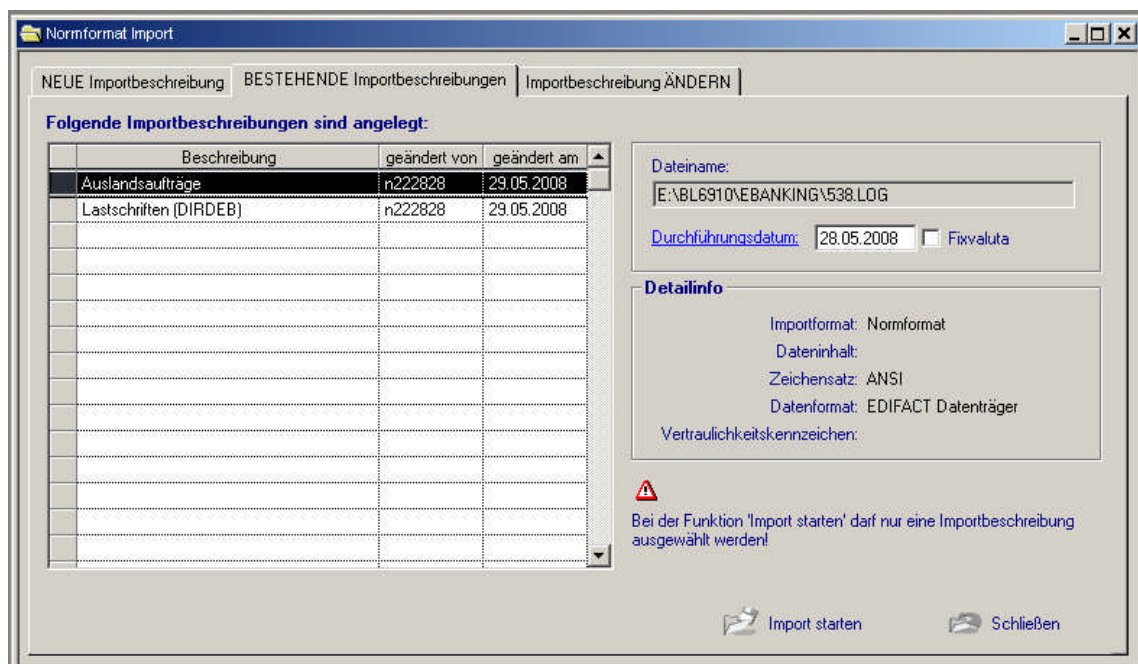 Normformat Import
NEUE Importbeschreibung
BESTEHENDE Importbeschreibungen
Importbeschreibung ÄNDERN
Folgende Importbeschreibungen sind angelegt:
Beschreibung geändert von geändert am
Auslandsaufträge n222828 29.05.2008
Lastschriften (DIRDEB) n222828 29.05.2008
Dateiname:
E:\BL6910\EBANKING\538.LOG
Durchführungsdatum: 28.05.2008 Fixvaluta
Detailinfo
Importformat: Normformat
Dateninhalt:
Zeichensatz: ANSI
Datenformat: EDIFACT Datenträger
Vertraulichkeitskennzeichen:
Bei der Funktion 'Import starten' darf nur eine Importbeschreibung
ausgewählt werden!
Import starten Schließen